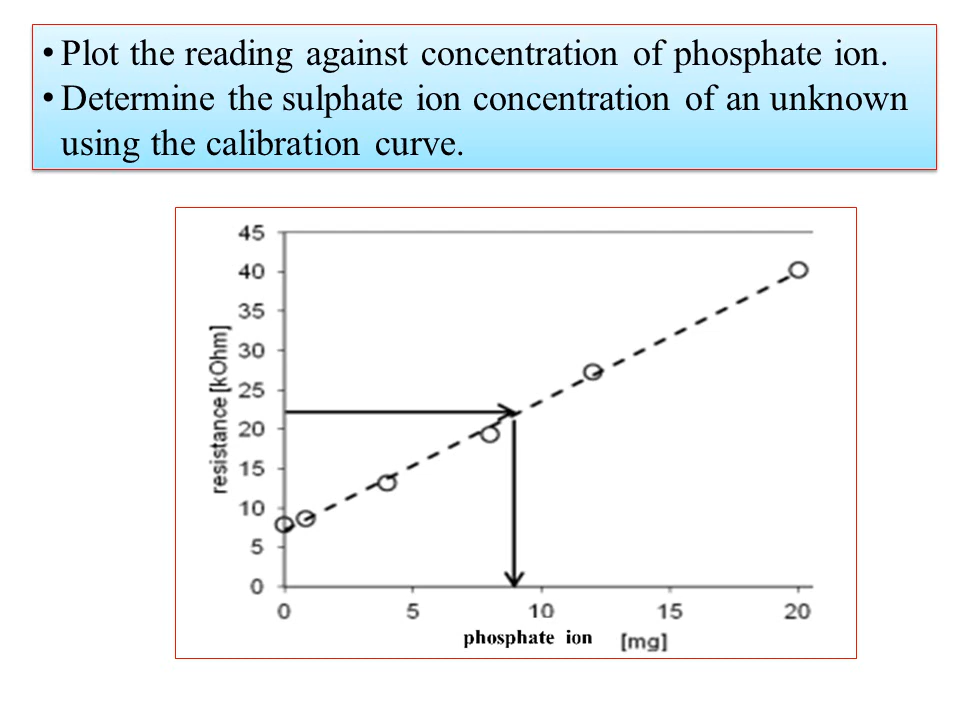 • Plot the reading against concentration of phosphate ion.
• Determine the sulphate ion concentration of an unknown
using the calibration curve.
45
40
35
30
25
20
15
10
5
0
resistance [kOhm]
0 5 10 15 20
phosphate ion [mg]